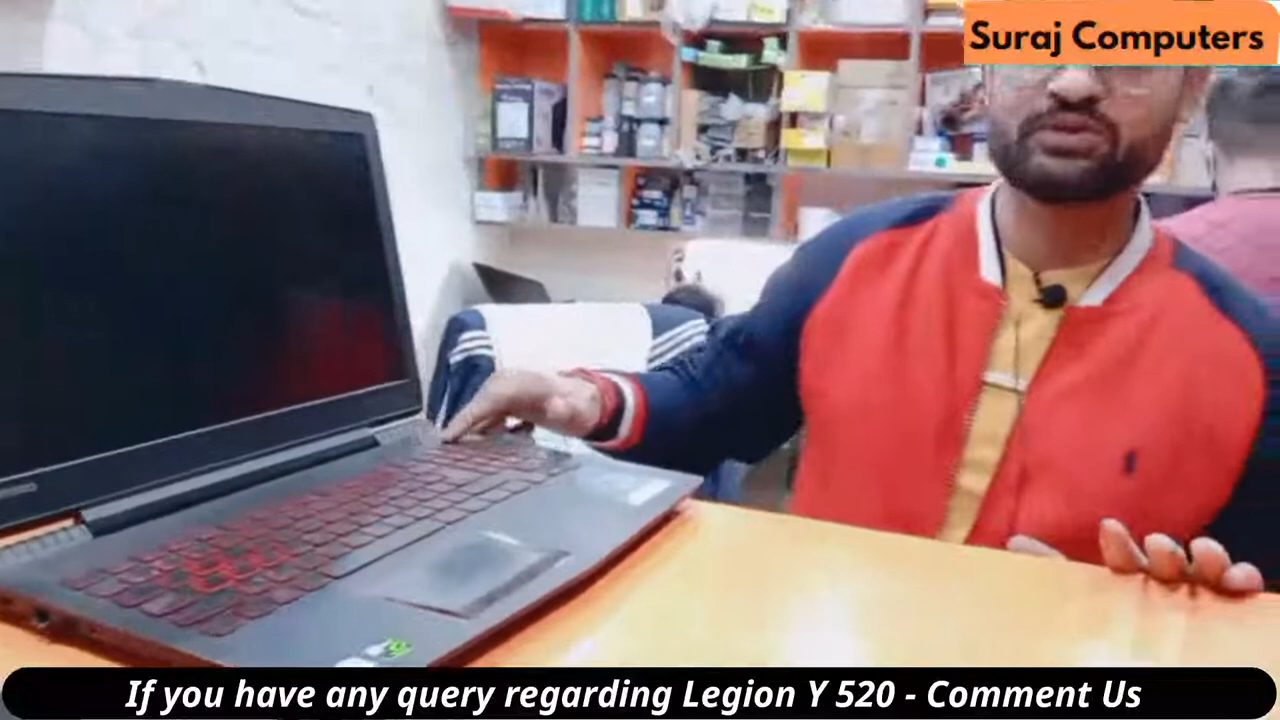 Suraj Computers
If you have any query regarding Legion Y 520 - Comment Us